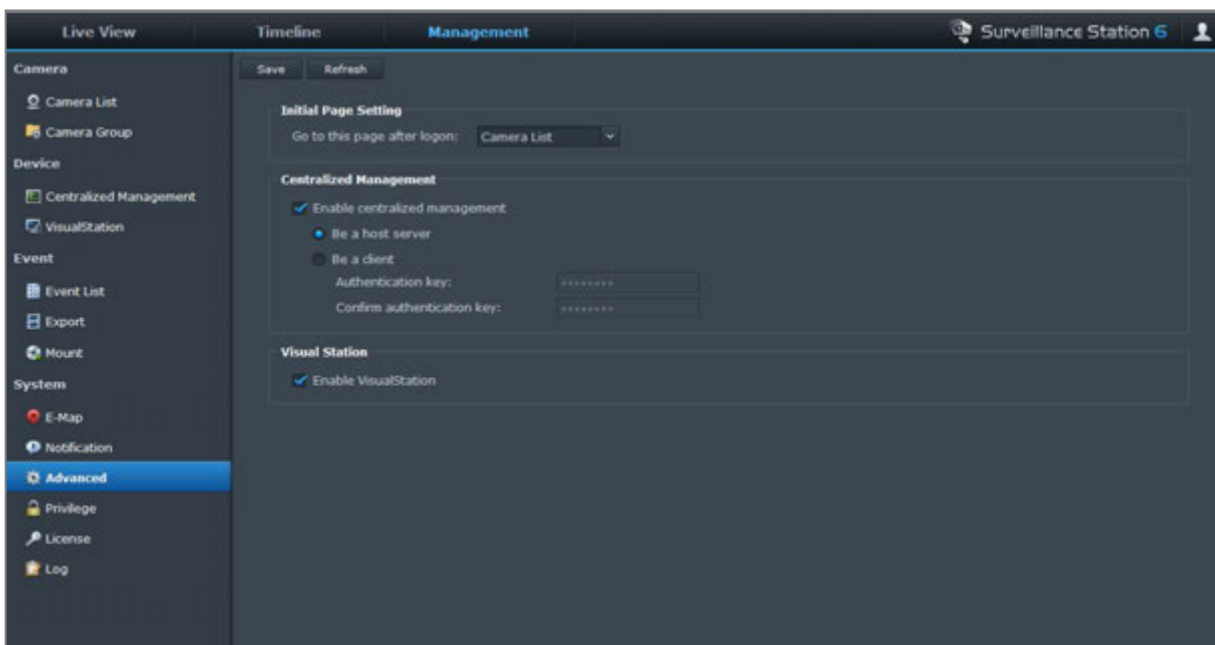 Live View
Timeline
Management
Surveillance Station 6
Camera
Camera List
Camera Group
Device
Centralized Management
VisualStation
Event
Event List
Export
Mount
System
E-Map
Notification
Advanced
Privilege
License
Log
Save
Refresh
Initial Page Setting
Go to this page after logon: Camera List
Centralized Management
Enable centralized management
Be a host server
Be a client
Authentication key: ********
Confirm authentication key: ********
Visual Station
Enable VisualStation